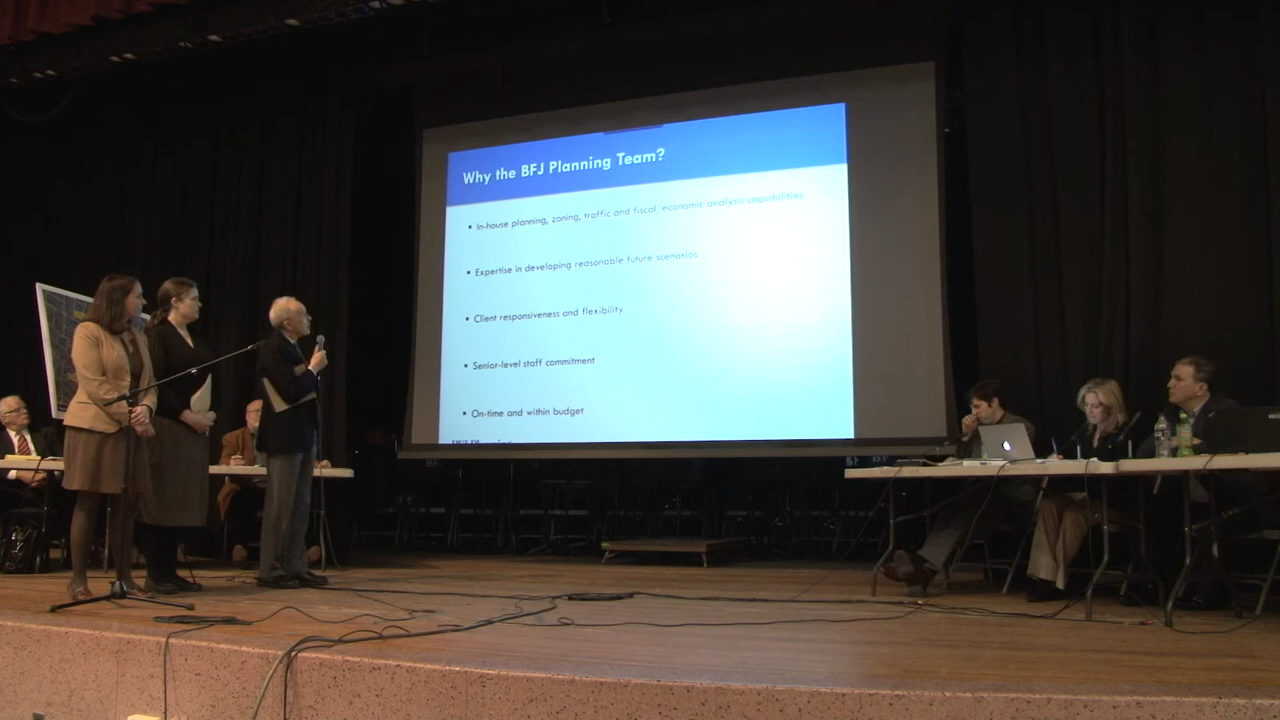 Why the BFJ Planning Team?
▪ In-house planning, zoning, traffic and fiscal/economic analysis capabilities
▪ Expertise in developing reasonable future scenarios
▪ Client responsiveness and flexibility
▪ Senior-level staff commitment
▪ On-time and within budget